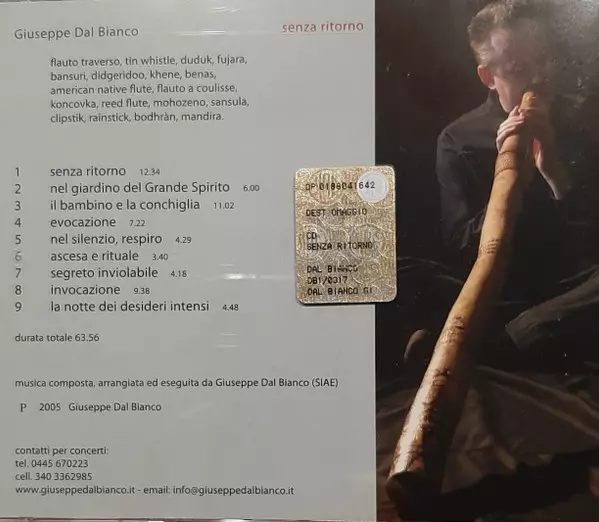 Giuseppe Dal Bianco
senza ritorno
flauto traverso, tin whistle, duduk, fujara,
bansuri, didgeridoo, khene, benas,
american native flute, flauto a coulisse,
koncovka, reed flute, mohozeno, sansula,
clipstik, rainstick, bodhràn, mandira.
1 senza ritorno 12.34
2 nel giardino del Grande Spirito 6.00
3 il bambino e la conchiglia 11.02
4 evocazione 7.22
5 nel silenzio, respiro 4.29
6 ascesa e rituale 3.40
7 segreto inviolabile 4.18
8 invocazione 9.38
9 la notte dei desideri intensi 4.48
DEST OMAGGIO
CD
SENZA RITORNO
DAL BIANCO
DB1/0317
DAL BIANCO GI
durata totale 63.56
musica composta, arrangiata ed eseguita da Giuseppe Dal Bianco (SIAE)
P 2005 Giuseppe Dal Bianco
contatti per concerti:
tel. 0445 670223
cell. 340 3362985
www.giuseppedalbianco.it - email: info@giuseppedalbianco.it